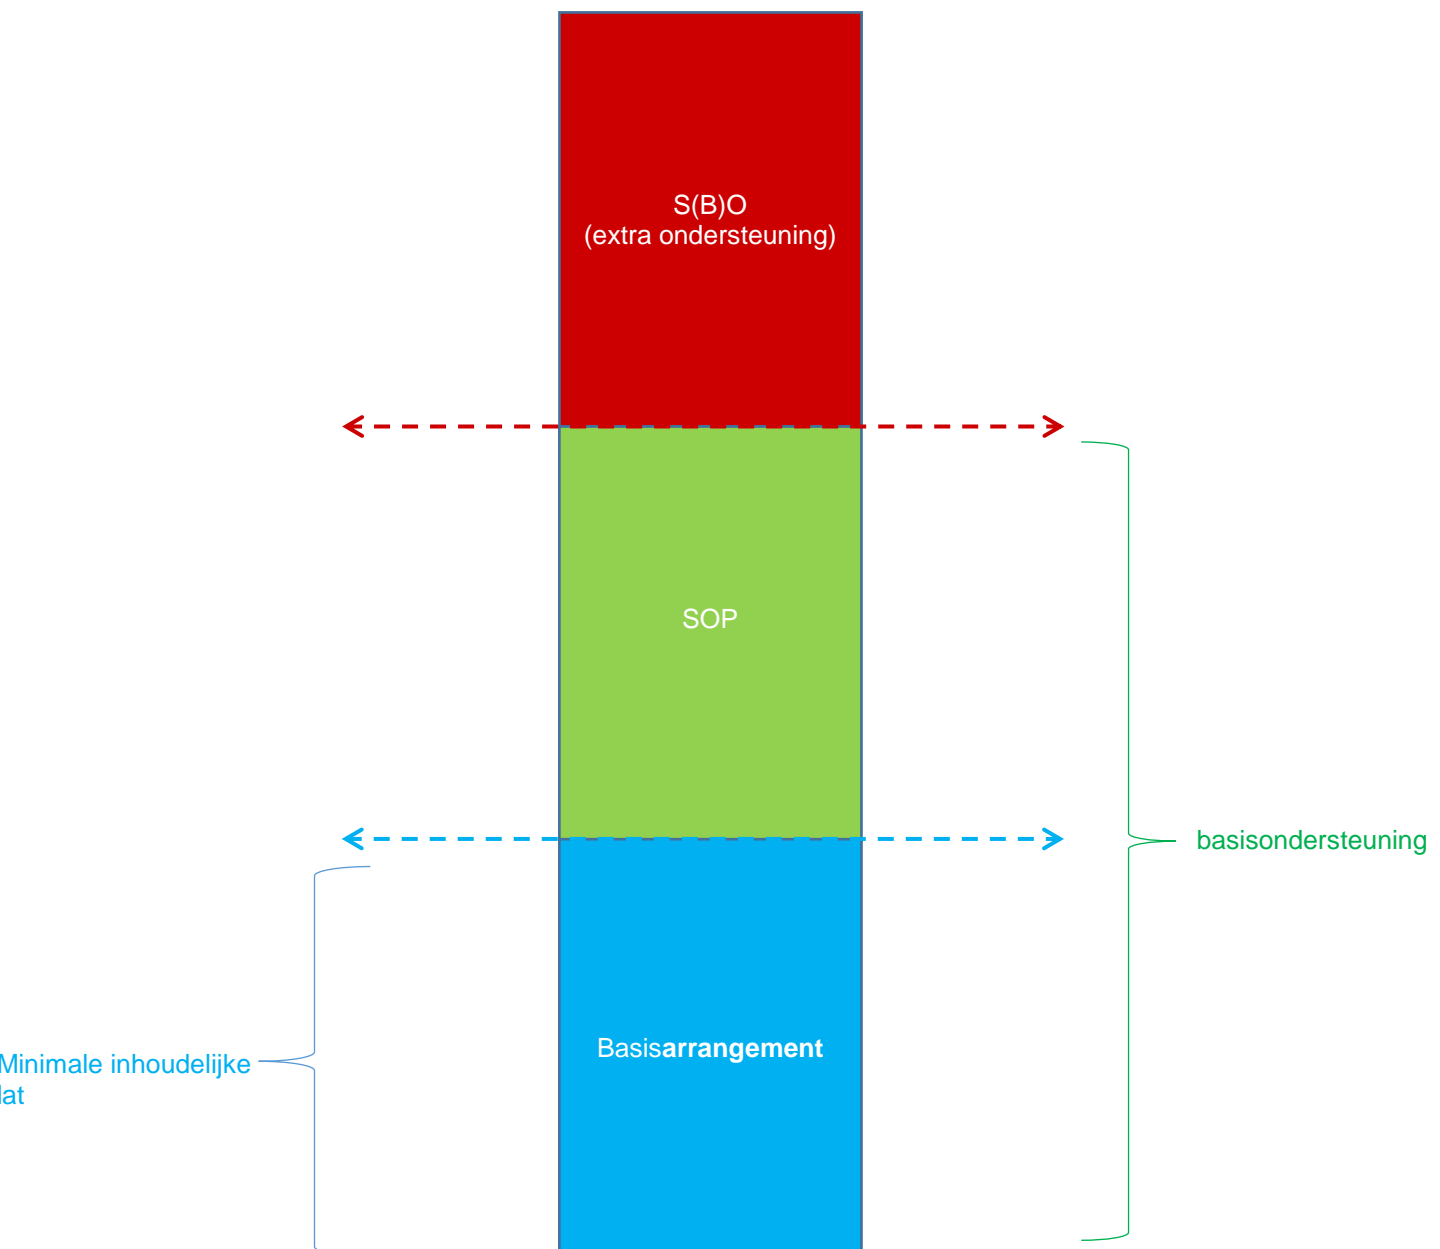 S(B)O
(extra ondersteuning)
SOP
basisondersteuning
Basisarrangement
Minimale inhoudelijke
lat